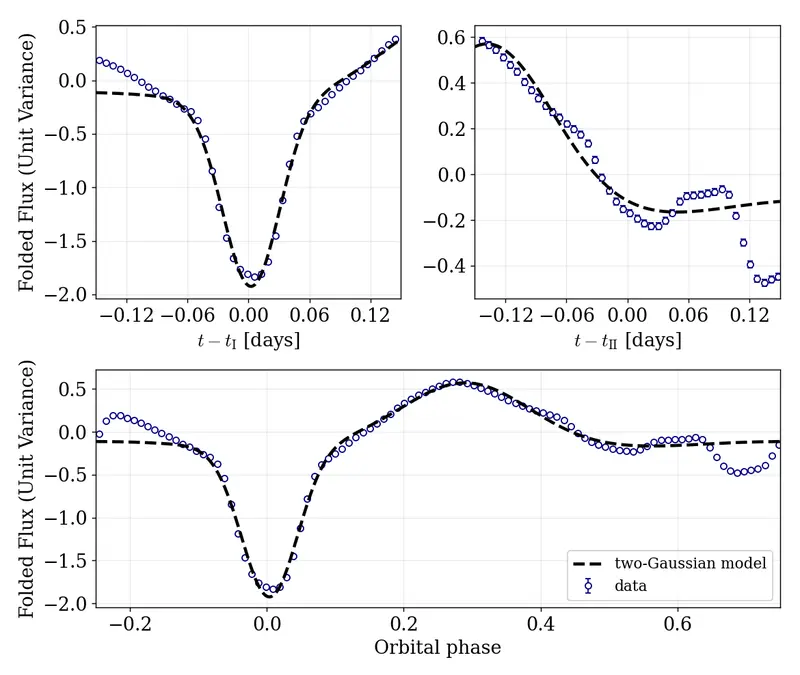 Folded Flux (Unit Variance)
0.5
0.0
−0.5
−1.0
−1.5
−2.0
−0.12 −0.06 0.00 0.06 0.12
t − tI [days]
0.6
0.4
0.2
0.0
−0.2
−0.4
−0.12 −0.06 0.00 0.06 0.12
t − tII [days]
Folded Flux (Unit Variance)
0.5
0.0
−0.5
−1.0
−1.5
−2.0
−0.2 0.0 0.2 0.4 0.6
Orbital phase
two-Gaussian model
data